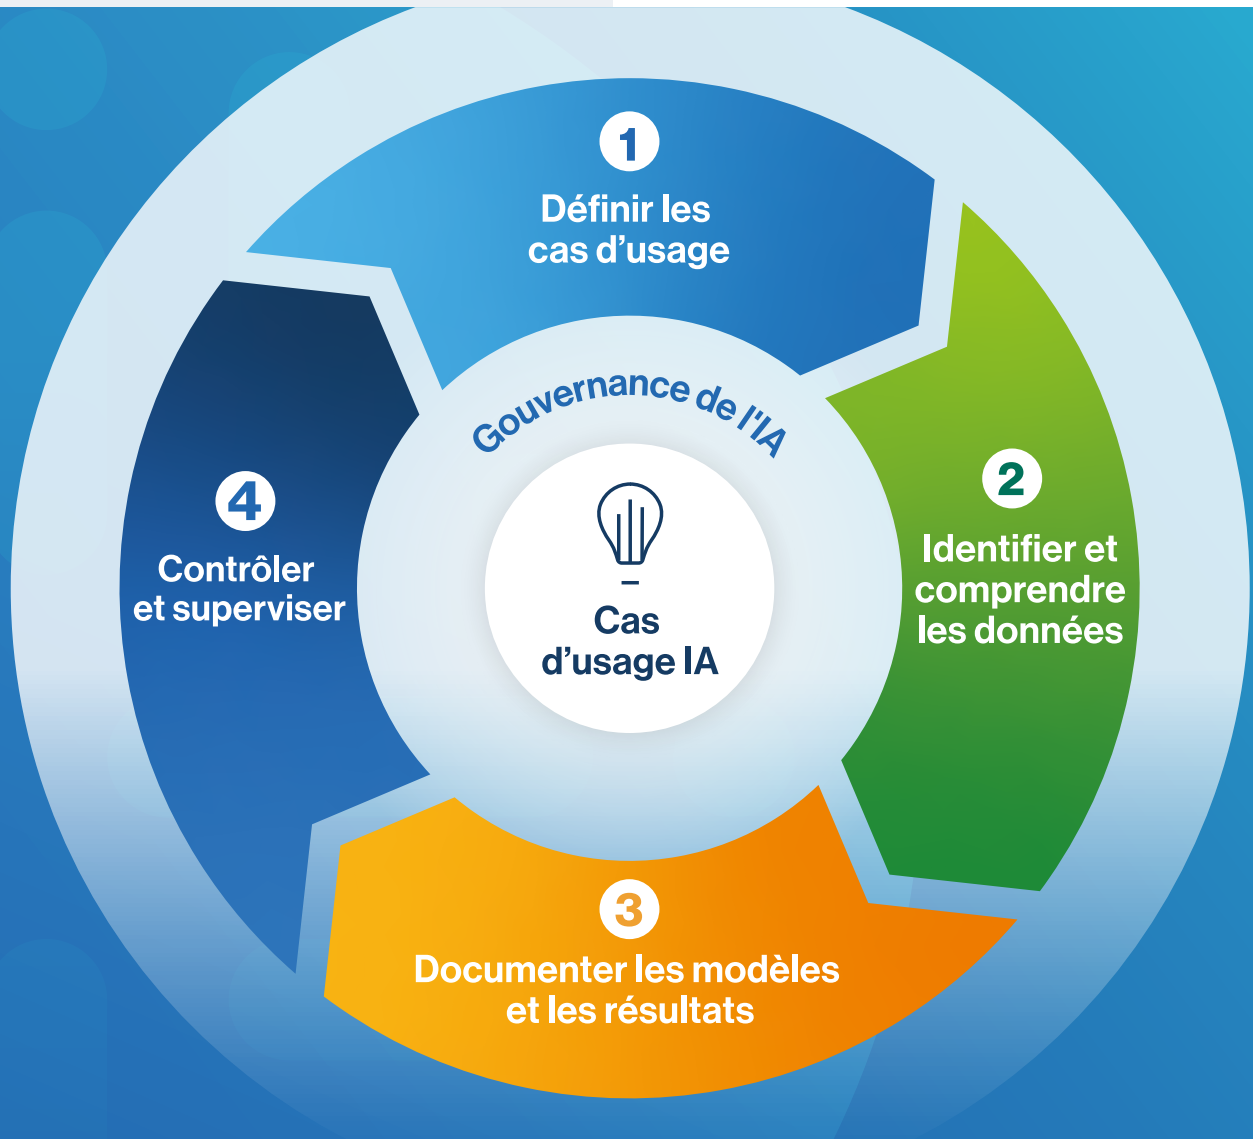 1
Définir les
cas d’usage
Gouvernance de l'IA
Cas
d’usage IA
2
Identifier et
comprendre
les données
3
Documenter les modèles
et les résultats
4
Contrôler
et superviser